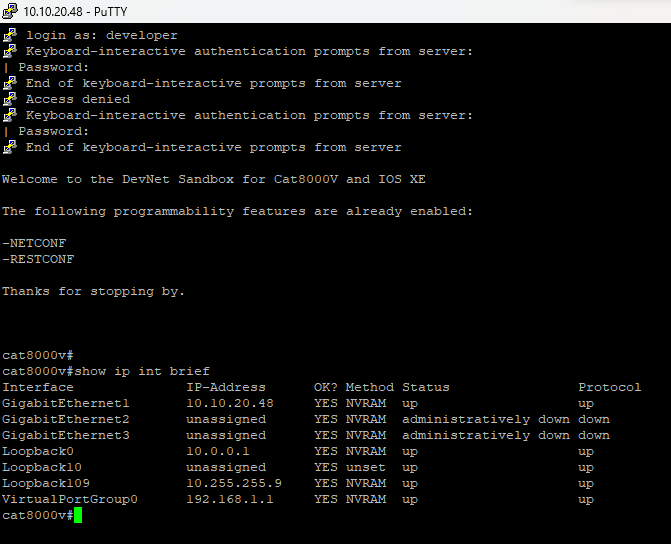 10.10.20.48 - PuTTY
login as: developer
Keyboard-interactive authentication prompts from server:
| Password:
End of keyboard-interactive prompts from server
Access denied
Keyboard-interactive authentication prompts from server:
| Password:
End of keyboard-interactive prompts from server
Welcome to the DevNet Sandbox for Cat8000V and IOS XE
The following programmability features are already enabled:
-NETCONF
-RESTCONF
Thanks for stopping by.
cat8000v#
cat8000v#show ip int brief
Interface IP-Address OK? Method Status Protocol
GigabitEthernet1 10.10.20.48 YES NVRAM up up
GigabitEthernet2 unassigned YES NVRAM administratively down down
GigabitEthernet3 unassigned YES NVRAM administratively down down
Loopback0 10.0.0.1 YES NVRAM up up
Loopback10 unassigned YES unset up up
Loopback109 10.255.255.9 YES NVRAM up up
VirtualPortGroup0 192.168.1.1 YES NVRAM up up
cat8000v#